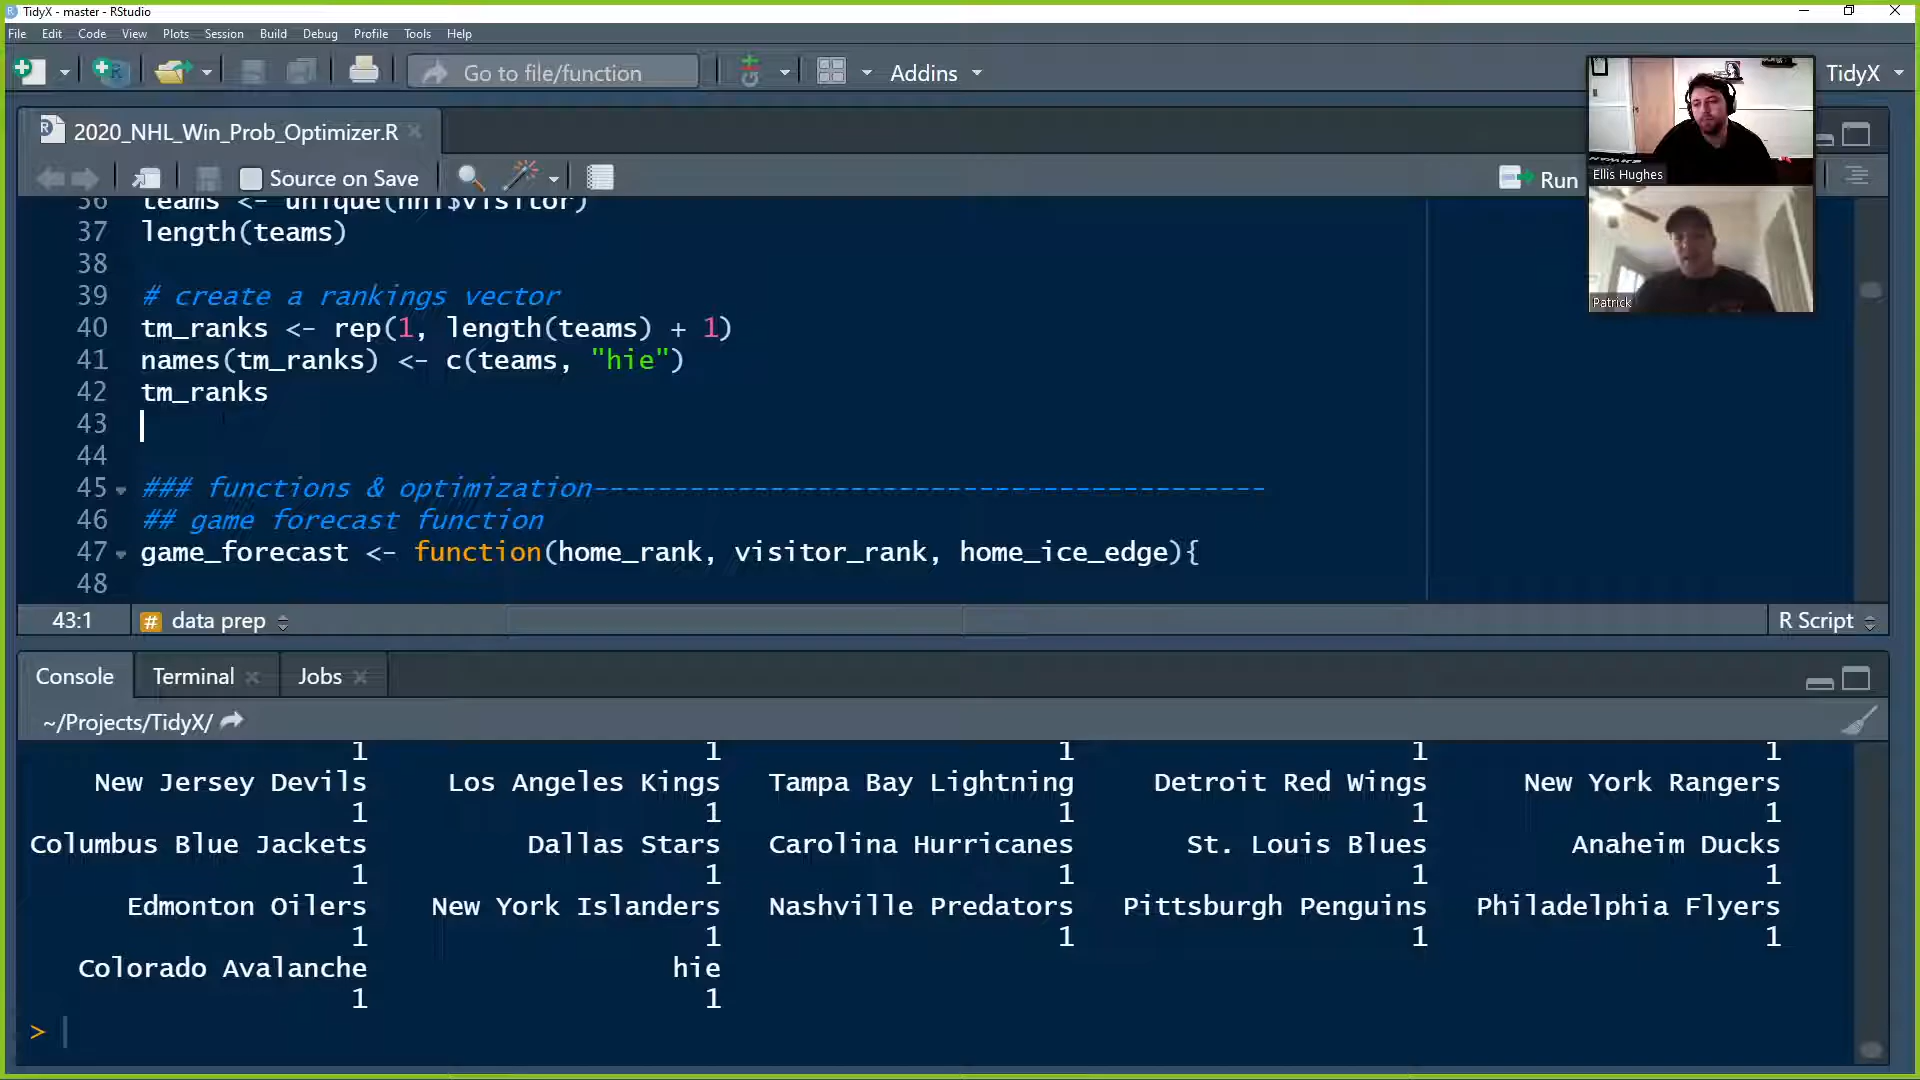 TidyX - master - RStudio
File Edit Code View Plots Session Build Debug Profile Tools Help
Go to file/function Addins TidyX
2020_NHL_Win_Prob_Optimizer.R
Source on Save Run
36 teams <- unique(nhl$visitor)
37 length(teams)
38
39 # create a rankings vector
40 tm_ranks <- rep(1, length(teams) + 1)
41 names(tm_ranks) <- c(teams, "hie")
42 tm_ranks
43
44
45 ### functions & optimization------------------------------------------
46 ## game forecast function
47 game_forecast <- function(home_rank, visitor_rank, home_ice_edge){
48
43:1 # data prep R Script
Ellis Hughes
Patrick
Console Terminal Jobs
~/Projects/TidyX/
1 1 1 1 1
New Jersey Devils Los Angeles Kings Tampa Bay Lightning Detroit Red Wings New York Rangers
1 1 1 1 1
Columbus Blue Jackets Dallas Stars Carolina Hurricanes St. Louis Blues Anaheim Ducks
1 1 1 1 1
Edmonton Oilers New York Islanders Nashville Predators Pittsburgh Penguins Philadelphia Flyers
1 1 1 1 1
Colorado Avalanche hie
1 1
>